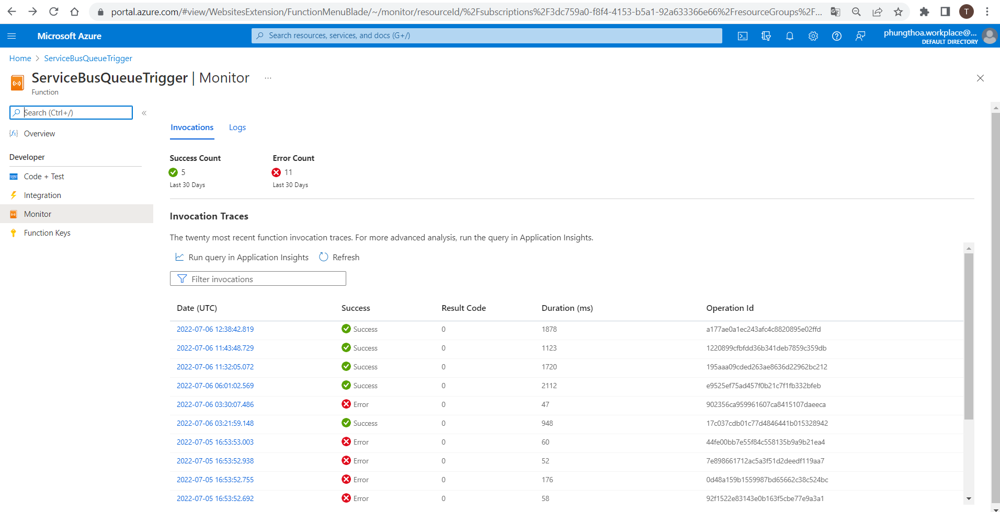 portal.azure.com/#view/WebsitesExtension/FunctionMenuBlade/~/monitor/resourceId/%2Fsubscriptions%2F3dc759a0-f8f4-4153-b5a1-92a633366e66%2FresourceGroups%2F...
T
Microsoft Azure
Search resources, services, and docs (G+/)
phungthoa.workplace@...
DEFAULT DIRECTORY
Home > ServiceBusQueueTrigger
ServiceBusQueueTrigger | Monitor ...
Function
Search (Ctrl+/) «
Overview
Developer
Code + Test
Integration
Monitor
Function Keys
Invocations Logs
Success Count Error Count
5 11
Last 30 Days Last 30 Days
Invocation Traces
The twenty most recent function invocation traces. For more advanced analysis, run the query in Application Insights.
Run query in Application Insights Refresh
Filter invocations
Date (UTC) Success Result Code Duration (ms) Operation Id
2022-07-06 12:38:42.819 Success 0 1878 a177ae0a1ec243afc4c8820895e02ffd
2022-07-06 11:43:48.729 Success 0 1123 1220899cfbfdd36b341deb7859c359db
2022-07-06 11:32:05.072 Success 0 1720 195aaa09cded263ae8636d22962bc212
2022-07-06 06:01:02.569 Success 0 2112 e9525ef75ad457f0b21c7f1fb332bfeb
2022-07-06 03:30:07.486 Error 0 47 902356ca959961607ca8415107daeeca
2022-07-06 03:21:59.148 Success 0 948 17c037cdb01c77d4846441b015328942
2022-07-05 16:53:53.003 Error 0 60 44fe00bb7e55f84c558135b9a9b21ea4
2022-07-05 16:53:52.938 Error 0 52 7e898661712ac5a3f51d2deedf119aa7
2022-07-05 16:53:52.755 Error 0 176 0d48a159b1559987bd65662c38c524bc
2022-07-05 16:53:52.692 Error 0 58 92f1522e83143e0b163f5cbe77e9a3a1